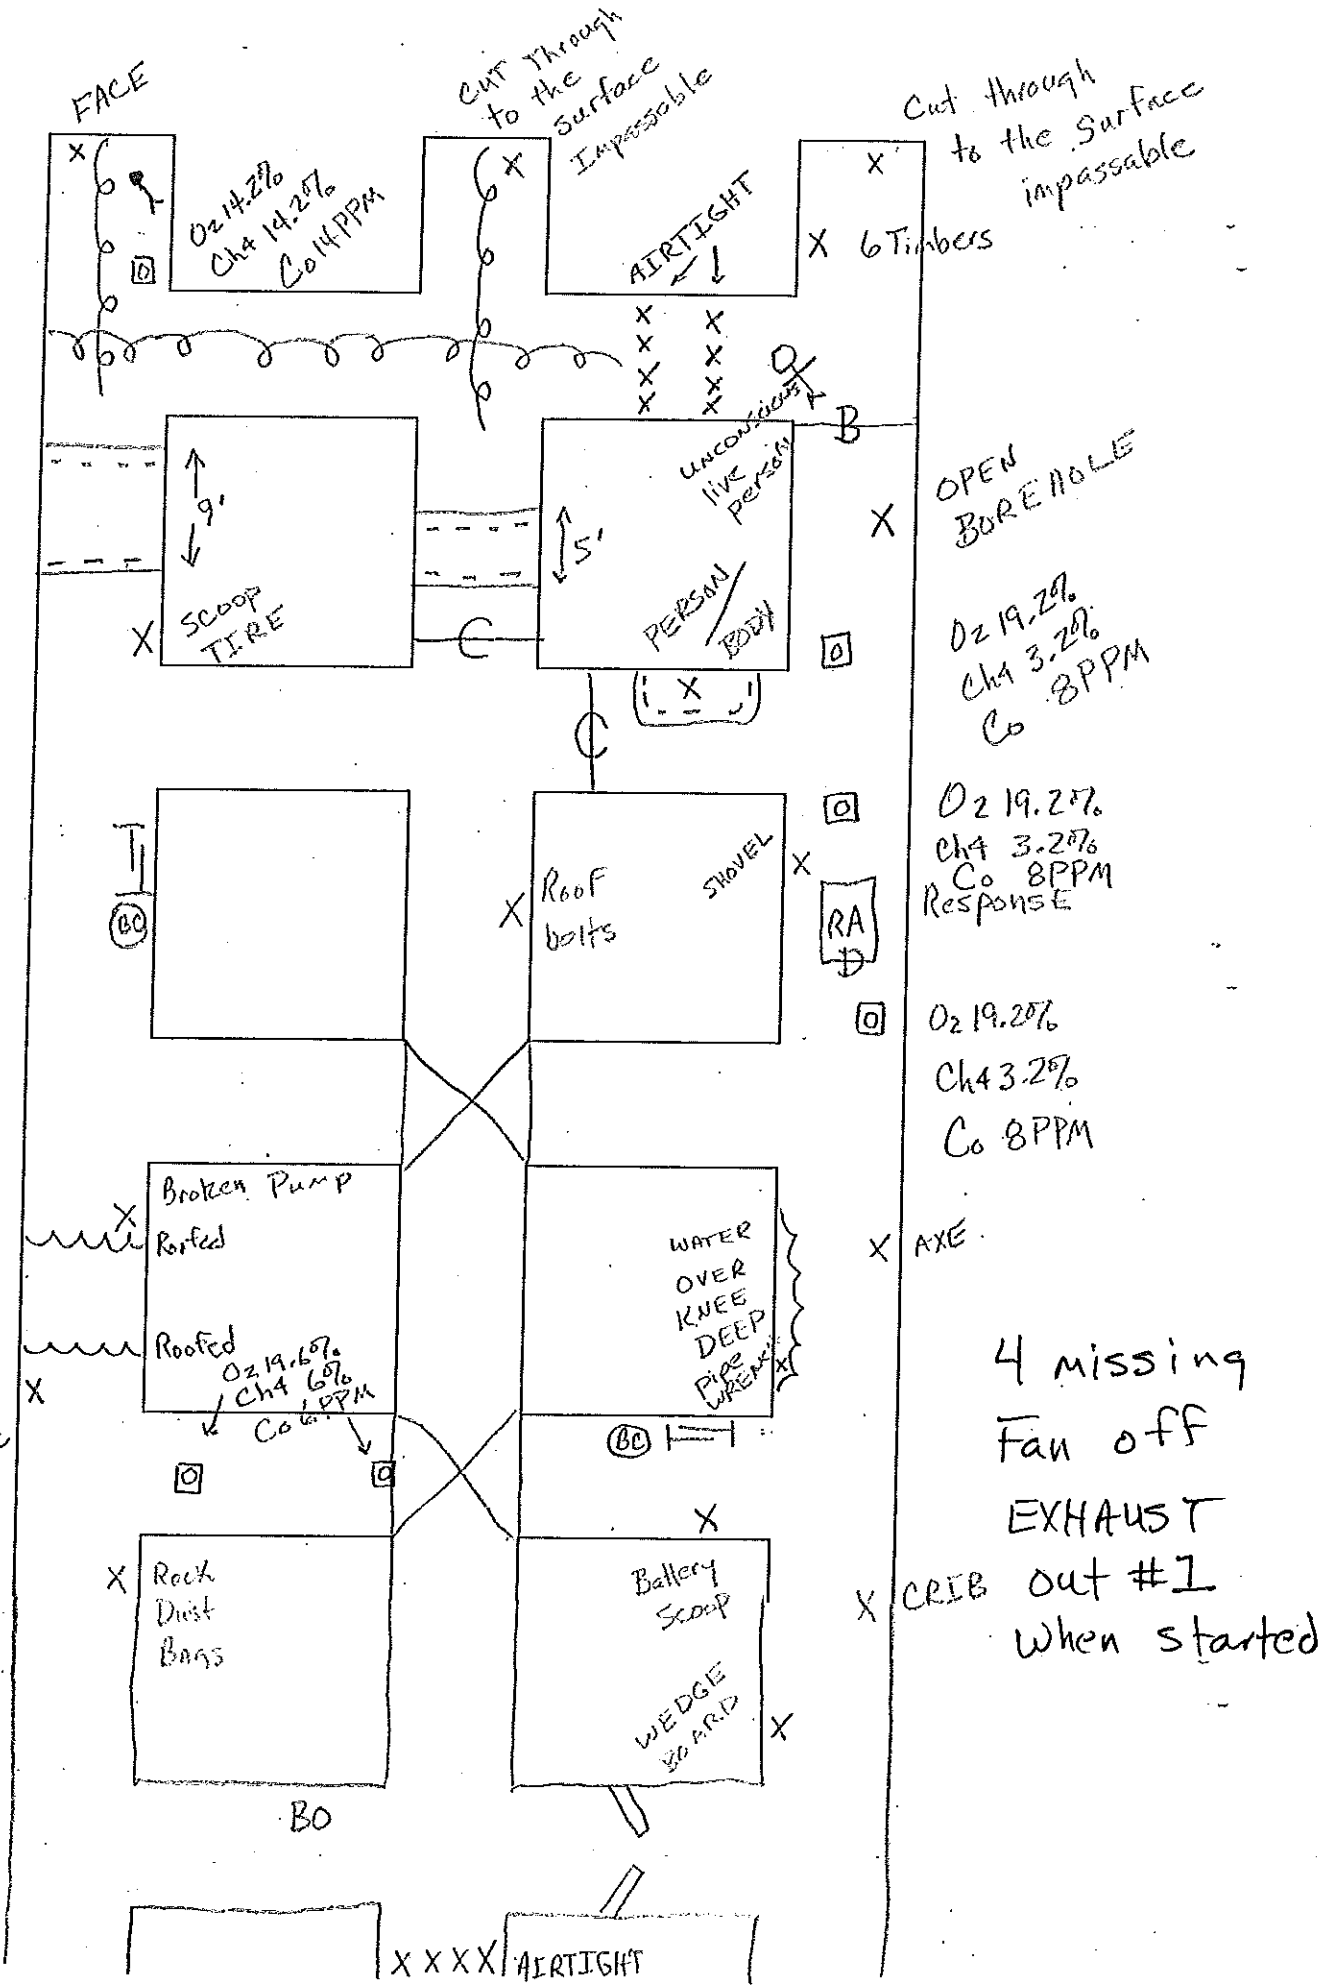 FACE
Cut Through
to the
Surface
Impassable
Cut through
to the Surface
impassable
O2 14.2%
Ch4 14.2%
Co 14PPM
AIRTIGHT
X 6 Timbers
unconscious
live
person
B
OPEN
BOREHOLE
9'
5'
SCOOP
TIRE
C
PERSON/
BODY
O2 19.2%
Ch4 3.2%
Co 8PPM
C
SHOVEL
O2 19.2%
Ch4 3.2%
Co 8PPM
Response
BC
Roof
bolts
RA
D
O2 19.2%
Ch4 3.2%
Co 8PPM
Broken Pump
Roofed
WATER
OVER
KNEE
DEEP
Pipe
WRENCH
X AXE
Roofed
O2 19.6%
Ch4 6%
Co 6PPM
BC
4 missing
Fan off
EXHAUST
out #1
When started
Rock
Dust
BAGS
Battery
Scoop
WEDGE
BOARD
X CRIB
BO
X X X X AIRTIGHT